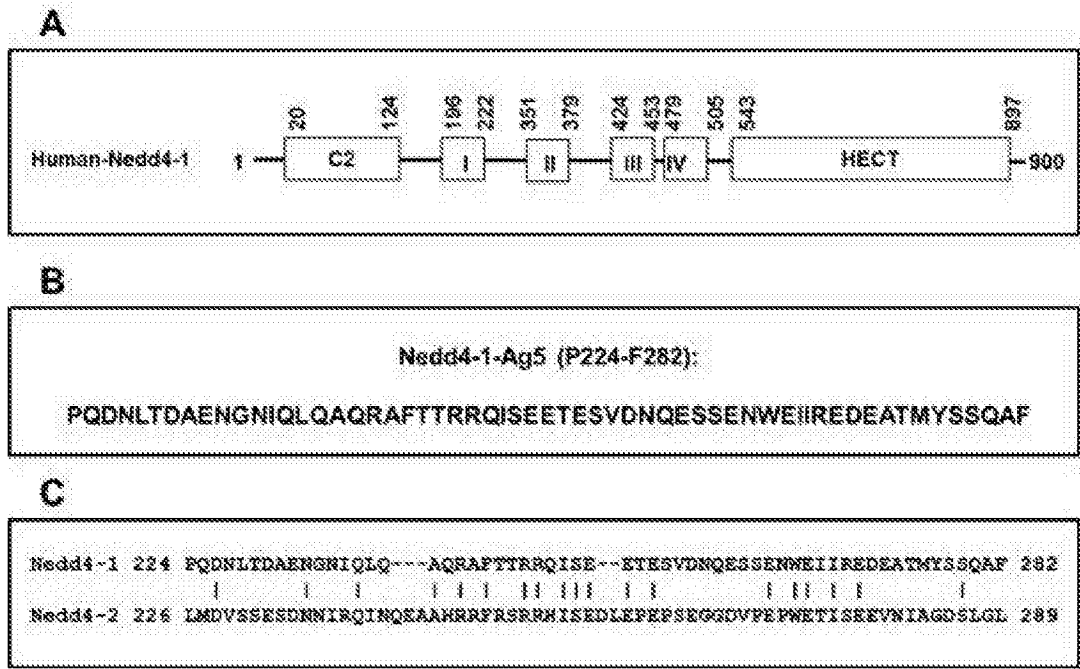 A
20 124 196 222 351 379 424 453 479 505 543 897
Human-Nedd4-1 1 C2 I II III IV HECT 900
B
Nedd4-1-Ag5 (P224-F282):
PQDNLTDAENGNIQLQAQRAFTTRRQISEETESVDNQESSENWEIIREDEATMYSSQAF
C
Nedd4-1 224 PQDNLTDAENGNIQLQ---AQRAFTTRRQISE--ETESVDNQESSENWEIIREDEATMYSSQAF 282
Nedd4-2 226 LMDVSSESDNNIRQINQEAAHRRFRSRRHISEDLEPEPSEGGDVPEPWETISEEVNIAGDSLGL 289